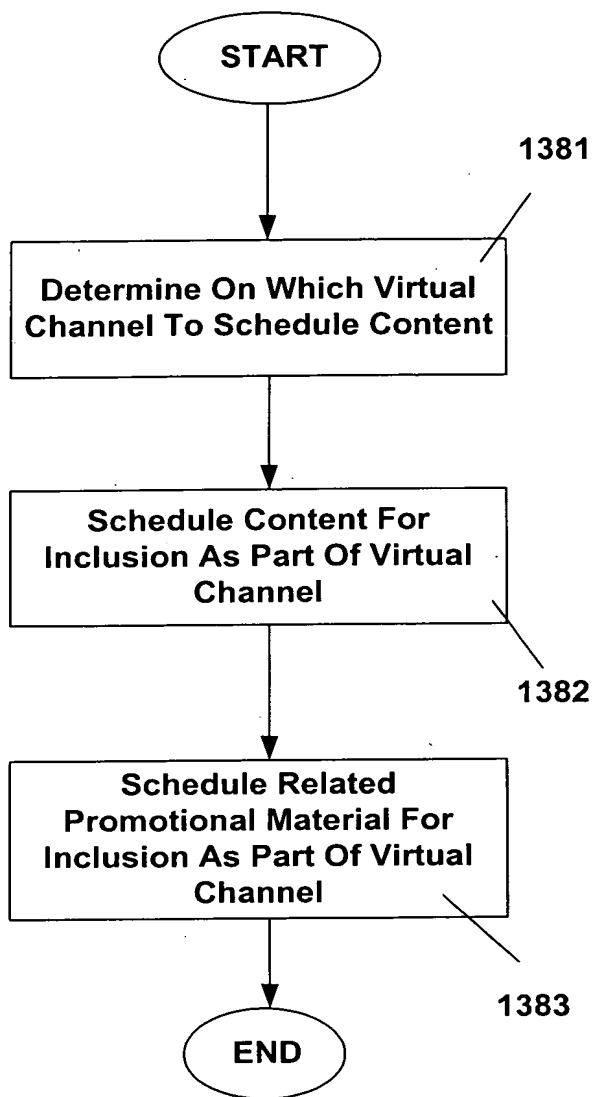 START
1381
Determine On Which Virtual
Channel To Schedule Content
Schedule Content For
Inclusion As Part Of Virtual
Channel
1382
Schedule Related
Promotional Material For
Inclusion As Part Of Virtual
Channel
1383
END